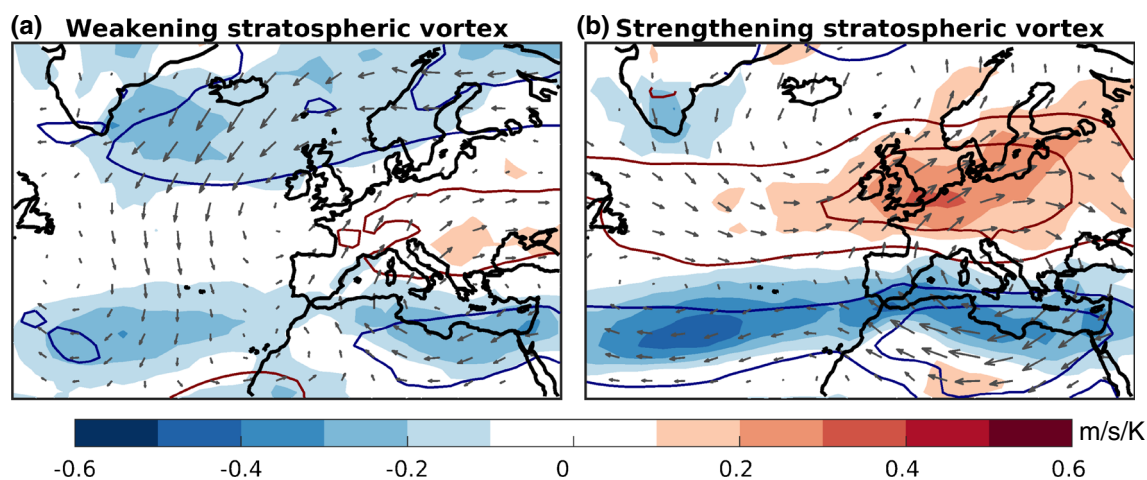 (a) Weakening stratospheric vortex
(b) Strengthening stratospheric vortex
-0.6 -0.4 -0.2 0 0.2 0.4 0.6
m/s/K